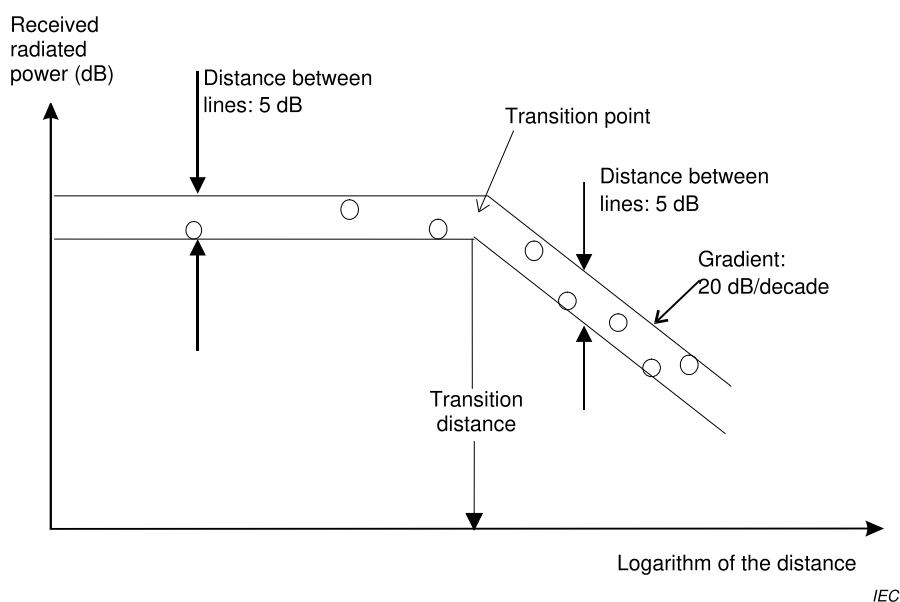 Received
radiated
power (dB)
Distance between
lines: 5 dB
Transition point
Distance between
lines: 5 dB
Gradient:
20 dB/decade
Transition
distance
Logarithm of the distance
IEC